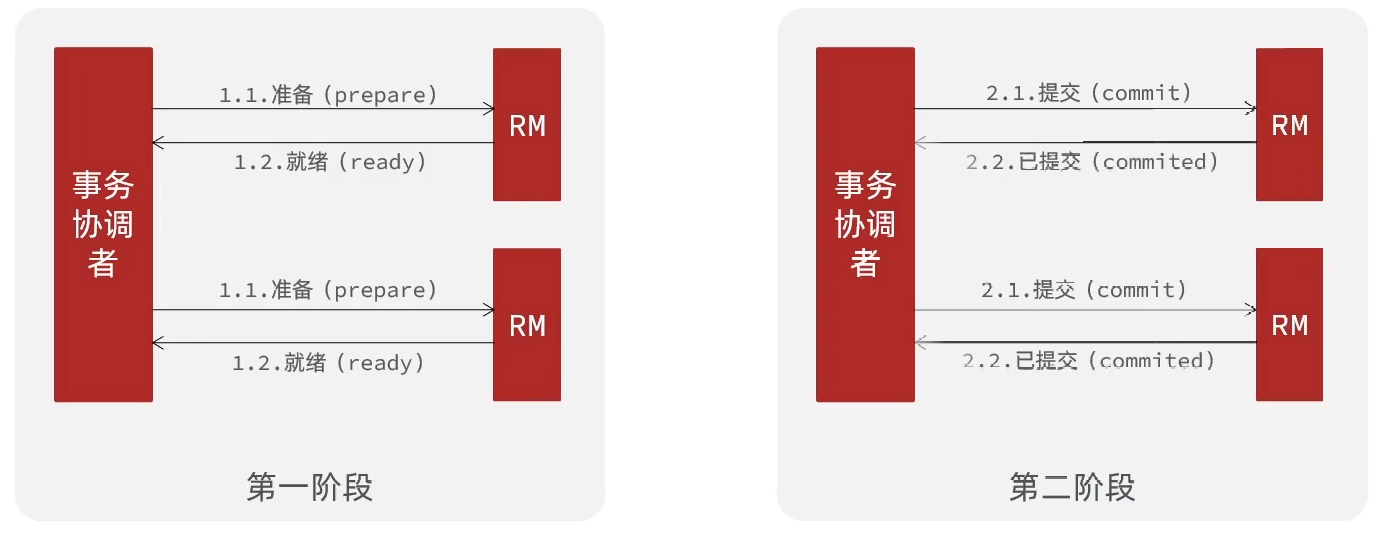 1.1.准备（prepare）
RM
1.2.就绪（ready）
事务
协调
者
1.1.准备（prepare）
RM
1.2.就绪（ready）
第一阶段
2.1.提交（commit）
RM
2.2.已提交（commited）
事务
协调
者
2.1.提交（commit）
RM
2.2.已提交（commited）
第二阶段